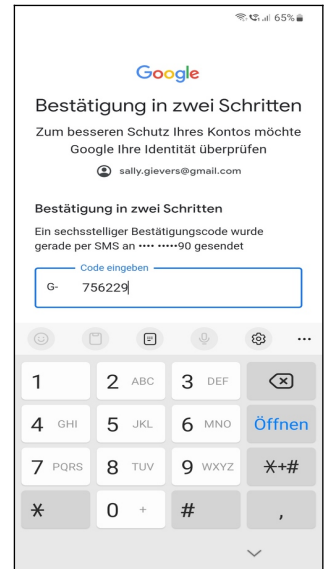 65%
Google
Bestätigung in zwei Schritten
Zum besseren Schutz Ihres Kontos möchte
Google Ihre Identität überprüfen
sally.gievers@gmail.com
Bestätigung in zwei Schritten
Ein sechsstelliger Bestätigungscode wurde
gerade per SMS an •••• •••••90 gesendet
Code eingeben
G- 756229
1 2 ABC 3 DEF
4 GHI 5 JKL 6 MNO Öffnen
7 PQRS 8 TUV 9 WXYZ *+#
* 0 + # ,